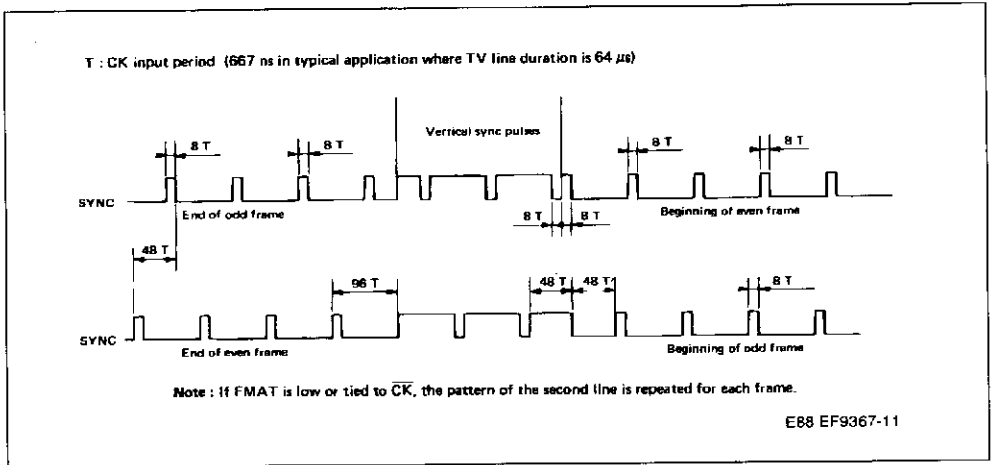 T : CK input period (667 ns in typical application where TV line duration is 64 µs)
Vertical sync pulses
8 T
8 T
8 T
8 T
SYNC
End of odd frame
Beginning of even frame
8 T
8 T
48 T
96 T
48 T
48 T
8 T
SYNC
End of even frame
Beginning of odd frame
Note : If FMAT is low or tied to C̅K̅, the pattern of the second line is repeated for each frame.
E88 EF9367-11